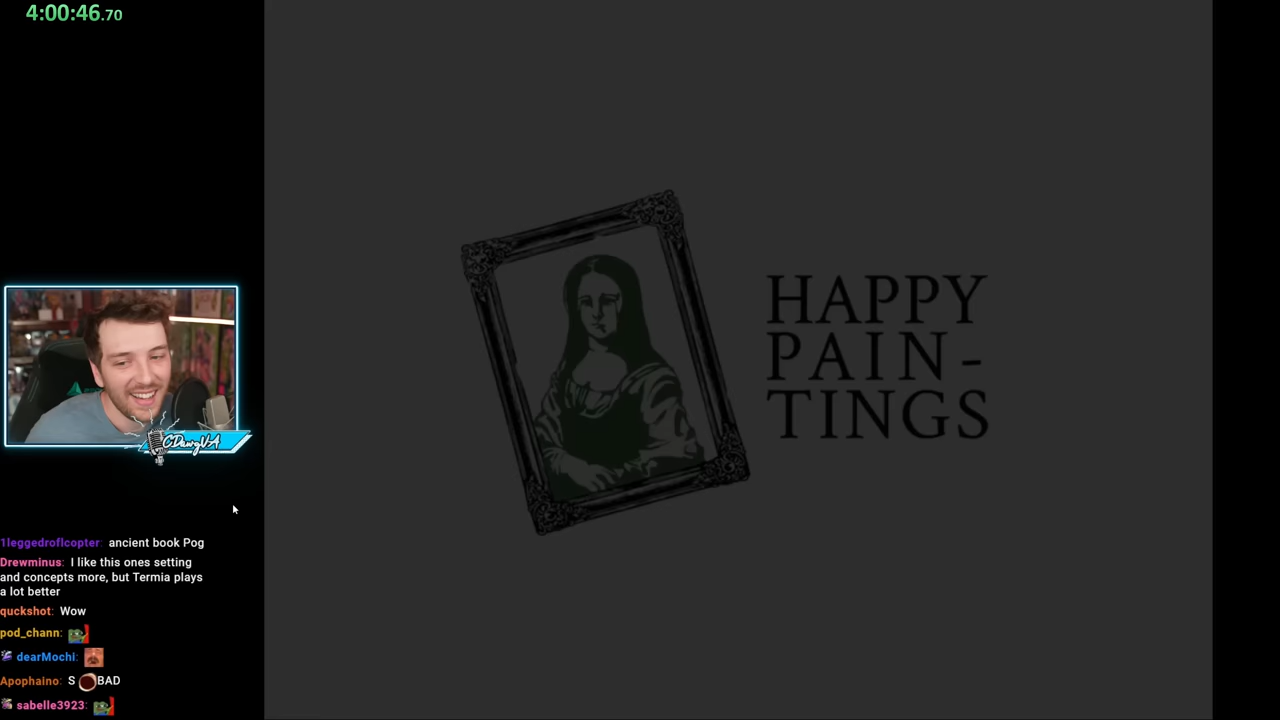 4:00:46.70
HAPPY
PAIN-
TINGS
CDawgVA
1leggedroflcopter: ancient book Pog
Drewminus: I like this ones setting
and concepts more, but Termia plays
a lot better
quckshot: Wow
pod_chann:
dearMochi:
Apophaino: S BAD
sabelle3923: